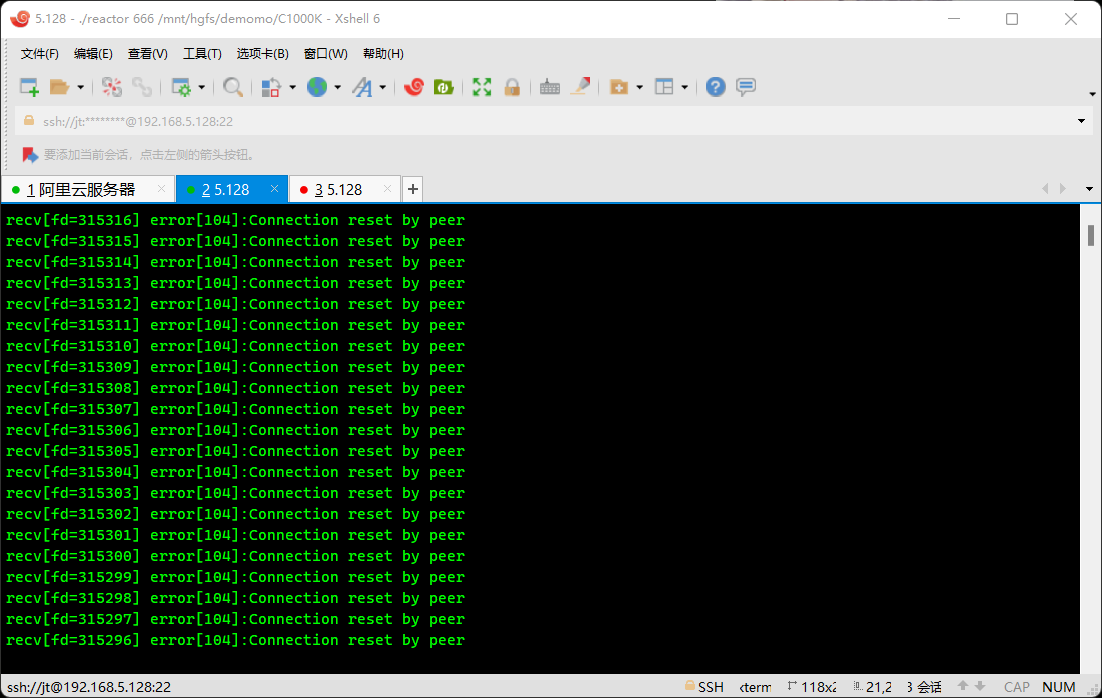 5.128 - ./reactor 666 /mnt/hgfs/demomo/C1000K - Xshell 6
文件(F) 编辑(E) 查看(V) 工具(T) 选项卡(B) 窗口(W) 帮助(H)
ssh://jt:********@192.168.5.128:22
要添加当前会话，点击左侧的箭头按钮。
1 阿里云服务器 2 5.128 3 5.128
recv[fd=315316] error[104]:Connection reset by peer
recv[fd=315315] error[104]:Connection reset by peer
recv[fd=315314] error[104]:Connection reset by peer
recv[fd=315313] error[104]:Connection reset by peer
recv[fd=315312] error[104]:Connection reset by peer
recv[fd=315311] error[104]:Connection reset by peer
recv[fd=315310] error[104]:Connection reset by peer
recv[fd=315309] error[104]:Connection reset by peer
recv[fd=315308] error[104]:Connection reset by peer
recv[fd=315307] error[104]:Connection reset by peer
recv[fd=315306] error[104]:Connection reset by peer
recv[fd=315305] error[104]:Connection reset by peer
recv[fd=315304] error[104]:Connection reset by peer
recv[fd=315303] error[104]:Connection reset by peer
recv[fd=315302] error[104]:Connection reset by peer
recv[fd=315301] error[104]:Connection reset by peer
recv[fd=315300] error[104]:Connection reset by peer
recv[fd=315299] error[104]:Connection reset by peer
recv[fd=315298] error[104]:Connection reset by peer
recv[fd=315297] error[104]:Connection reset by peer
recv[fd=315296] error[104]:Connection reset by peer
ssh://jt@192.168.5.128:22 SSH xterm 118x2 21,2 3 会话 CAP NUM